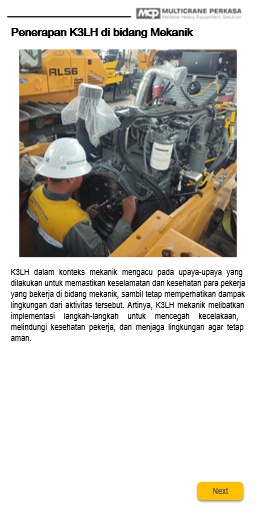 MCP MULTICRANE PERKASA
Reliable Heavy Equipment Solution
Penerapan K3LH di bidang Mekanik
RL56
K3LH dalam konteks mekanik mengacu pada upaya-upaya yang
dilakukan untuk memastikan keselamatan dan kesehatan para pekerja
yang bekerja di bidang mekanik, sambil tetap memperhatikan dampak
lingkungan dari aktivitas tersebut. Artinya, K3LH mekanik melibatkan
implementasi langkah-langkah untuk mencegah kecelakaan,
melindungi kesehatan pekerja, dan menjaga lingkungan agar tetap
aman.
Next